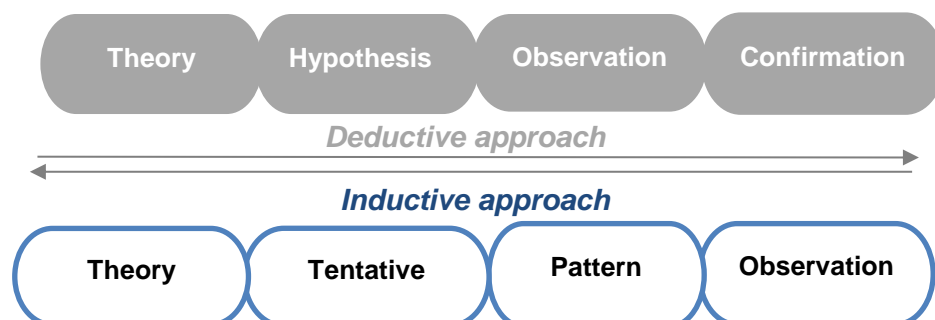 Theory Hypothesis Observation Confirmation
Deductive approach
Inductive approach
Theory Tentative Pattern Observation